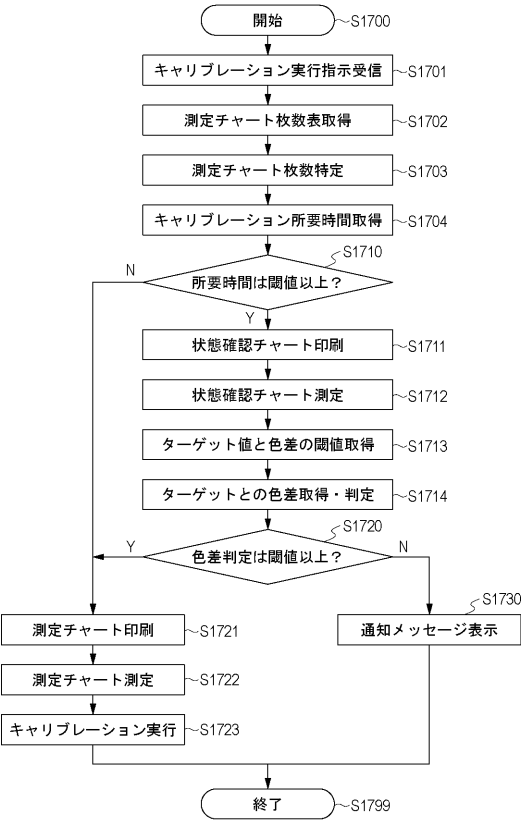 開始
S1700
キャリブレーション実行指示受信
S1701
測定チャート枚数表取得
S1702
測定チャート枚数特定
S1703
キャリブレーション所要時間取得
S1704
S1710
N
所要時間は閾値以上？
Y
状態確認チャート印刷
S1711
状態確認チャート測定
S1712
ターゲット値と色差の閾値取得
S1713
ターゲットとの色差取得・判定
S1714
S1720
Y
色差判定は閾値以上？
N
S1730
測定チャート印刷
S1721
通知メッセージ表示
測定チャート測定
S1722
キャリブレーション実行
S1723
終了
S1799